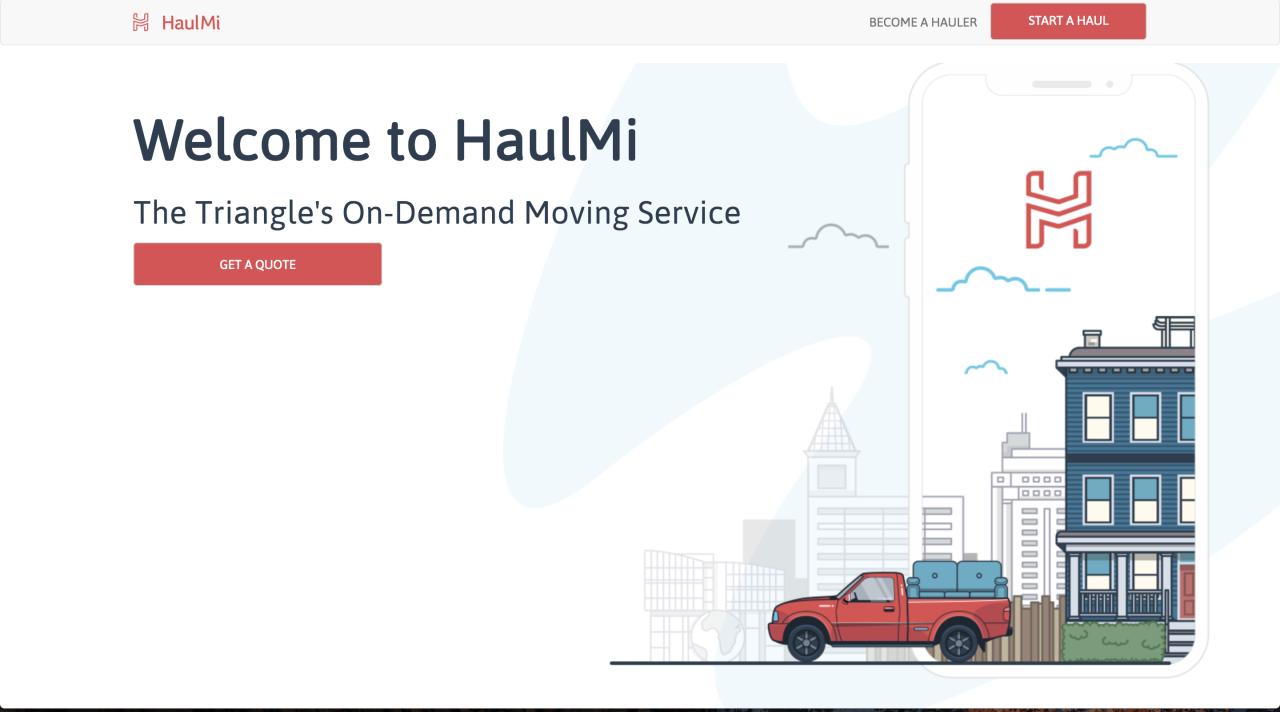 HaulMi
BECOME A HAULER
START A HAUL
Welcome to HaulMi
The Triangle's On-Demand Moving Service
GET A QUOTE